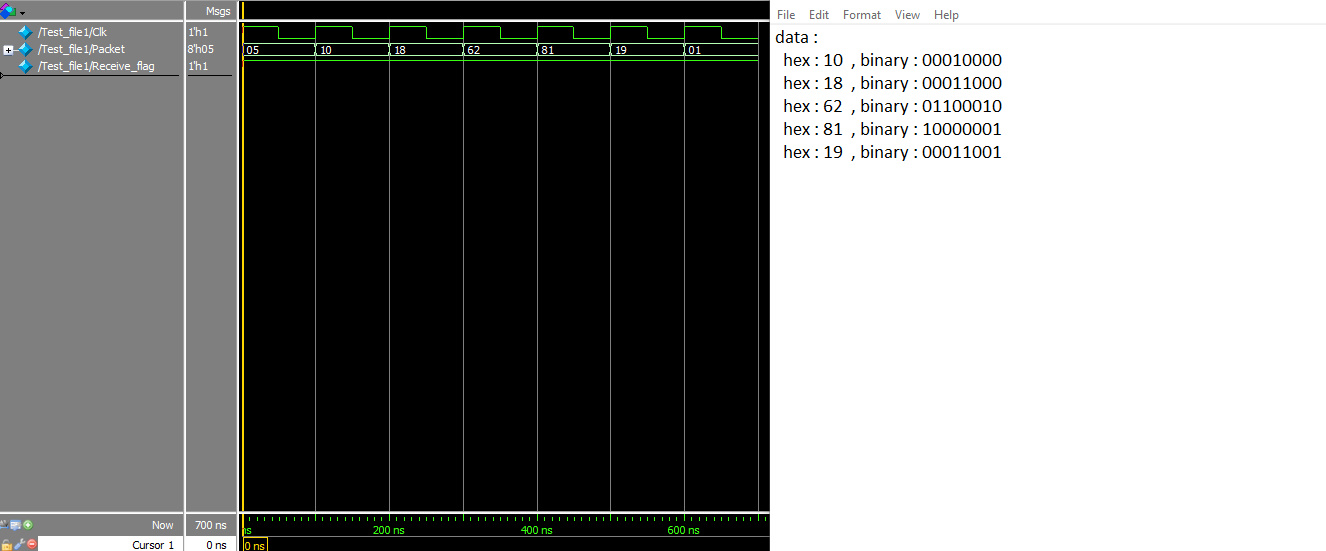 Msgs
/Test_file1/Clk 1'h1
/Test_file1/Packet 8'h05 05 10 18 62 81 19 01
/Test_file1/Receive_flag 1'h1
Now 700 ns ns 200 ns 400 ns 600 ns
Cursor 1 0 ns 0 ns
File Edit Format View Help
data :
hex : 10 , binary : 00010000
hex : 18 , binary : 00011000
hex : 62 , binary : 01100010
hex : 81 , binary : 10000001
hex : 19 , binary : 00011001